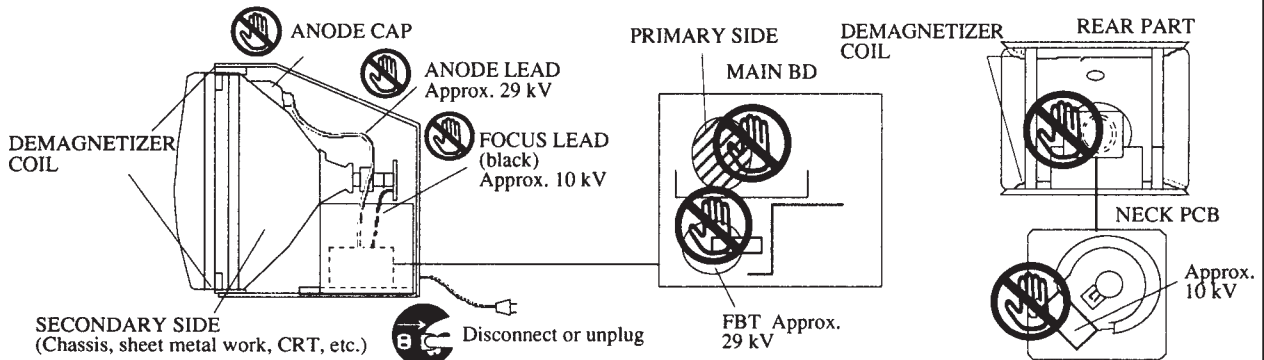 ANODE CAP
ANODE LEAD
Approx. 29 kV
FOCUS LEAD
(black)
Approx. 10 kV
DEMAGNETIZER
COIL
SECONDARY SIDE
(Chassis, sheet metal work, CRT, etc.)
Disconnect or unplug
PRIMARY SIDE
MAIN BD
FBT Approx.
29 kV
DEMAGNETIZER
COIL
REAR PART
NECK PCB
Approx.
10 kV